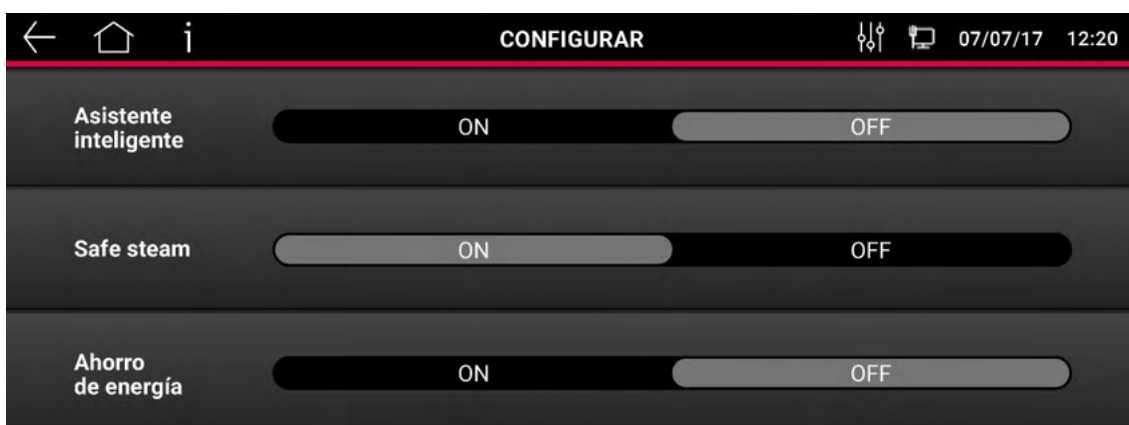 i CONFIGURAR 07/07/17 12:20
Asistente
inteligente
ON OFF
Safe steam ON OFF
Ahorro
de energía
ON OFF